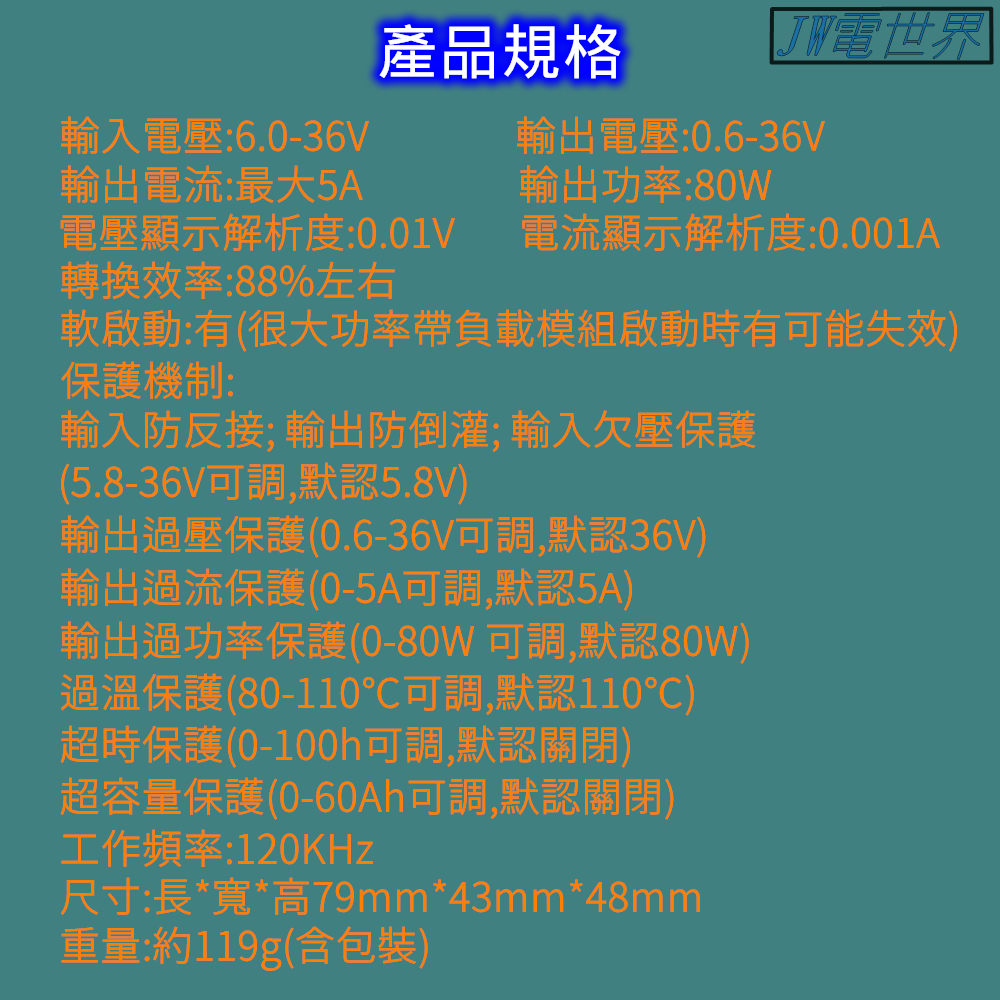 產品規格
JW電世界
輸入電壓:6.0-36V 輸出電壓:0.6-36V
輸出電流:最大5A 輸出功率:80W
電壓顯示解析度:0.01V 電流顯示解析度:0.001A
轉換效率:88%左右
軟啟動:有(很大功率帶負載模組啟動時有可能失效)
保護機制:
輸入防反接; 輸出防倒灌; 輸入欠壓保護
(5.8-36V可調,默認5.8V)
輸出過壓保護(0.6-36V可調,默認36V)
輸出過流保護(0-5A可調,默認5A)
輸出過功率保護(0-80W 可調,默認80W)
過溫保護(80-110℃可調,默認110℃)
超時保護(0-100h可調,默認關閉)
超容量保護(0-60Ah可調,默認關閉)
工作頻率:120KHz
尺寸:長*寬*高79mm*43mm*48mm
重量:約119g(含包裝)